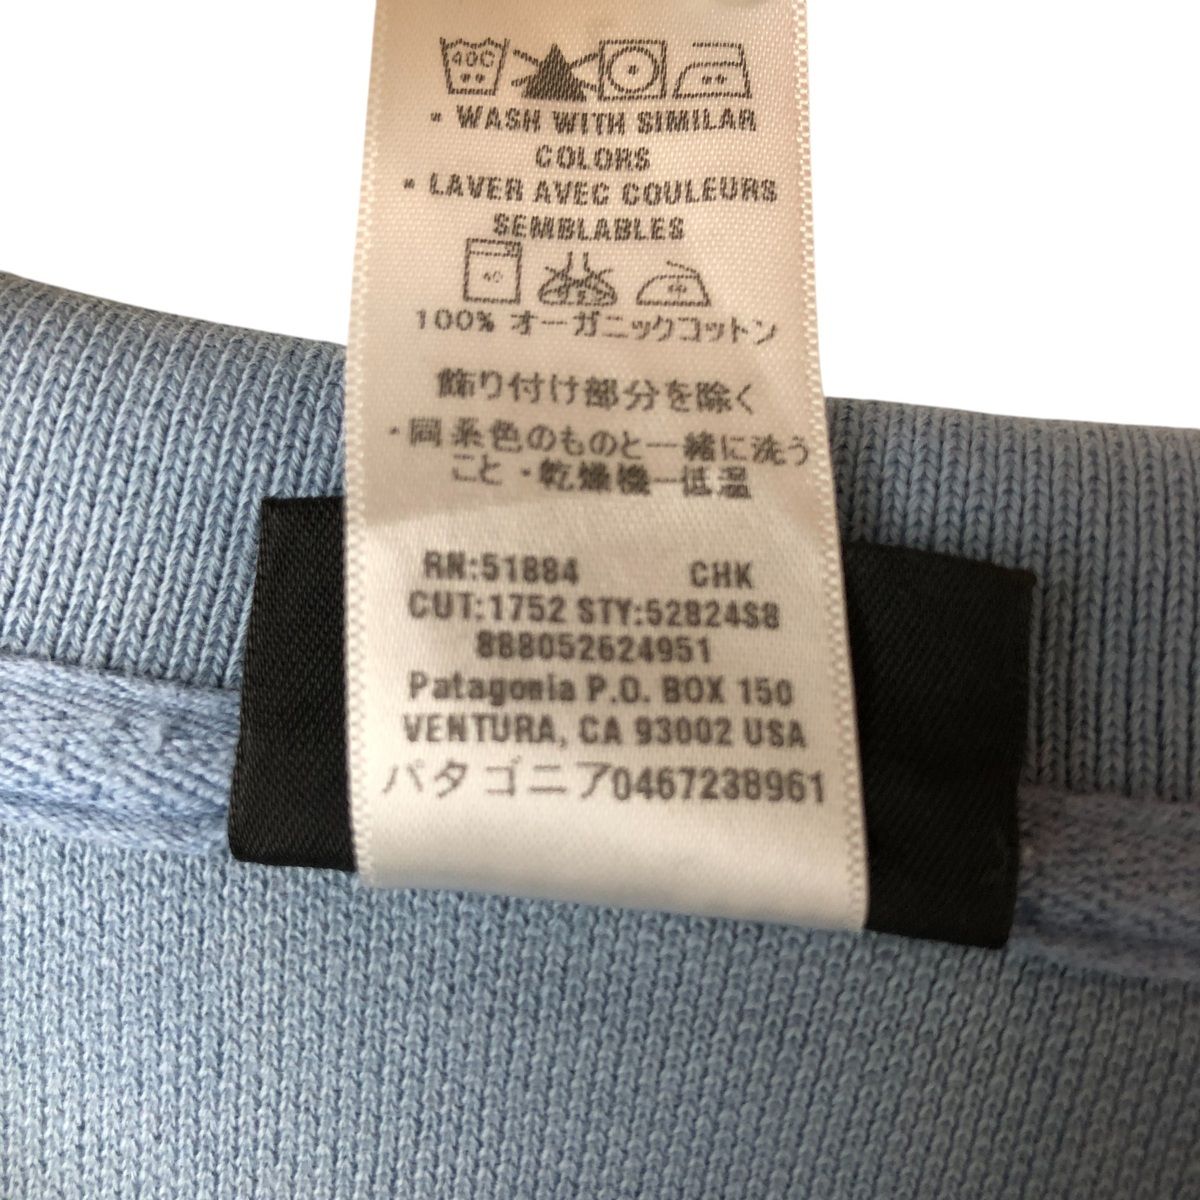 40C
• WASH WITH SIMILAR
COLORS
• LAVER AVEC COULEURS
SEMBLABLES
40
100% オーガニックコットン
飾り付け部分を除く
・同系色のものと一緒に洗う
こと・乾燥機一低温
RN:51884 CHK
CUT:1752 STY:52824S8
888052624951
Patagonia P.O. BOX 150
VENTURA, CA 93002 USA
パタゴニア0467238961